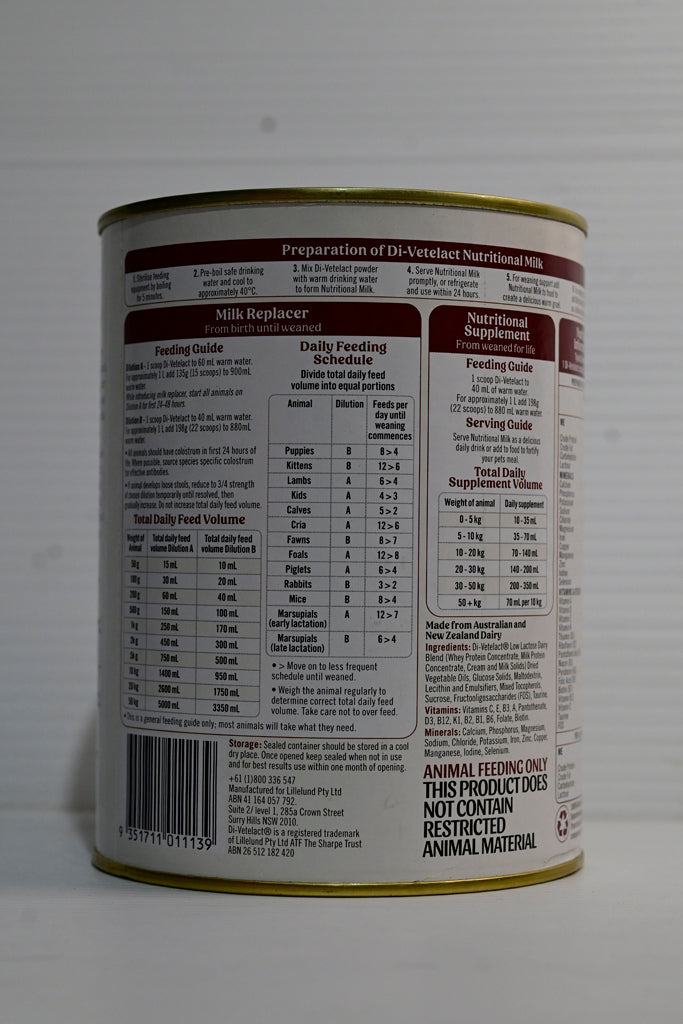 Preparation of Di-Vetelact Nutritional Milk
1. Sterilise feeding
equipment by boiling
for 5 minutes.
2. Pre-boil safe drinking
water and cool to
approximately 40°C.
3. Mix Di-Vetelact powder
with warm drinking water
to form Nutritional Milk.
4. Serve Nutritional Milk
promptly, or refrigerate
and use within 24 hours.
5. For weaning support add
Nutritional Milk to food to
create a delicious warm gruel
Milk Replacer
From birth until weaned
Feeding Guide
Dilution A - 1 scoop Di-Vetelact to 60 mL warm water.
For approximately 1 L add 135g (15 scoops) to 900mL
warm water.
While introducing milk replacer, start all animals on
Dilution A for first 24-48 hours.
Dilution B - 1 scoop Di-Vetelact to 40 mL warm water.
For approximately 1 L add 198g (22 scoops) to 880mL
warm water.
• All animals should have colostrum in first 24 hours of
life. Where possible, source species specific colostrum
for effective antibodies.
• If animal develops loose stools, reduce to 3/4 strength
of chosen dilution temporarily until resolved, then
gradually increase. Do not increase total daily feed volume.
Total Daily Feed Volume
Weight of Animal Total daily feed volume Dilution A Total daily feed volume Dilution B
50g 15 mL 10 mL
100g 30 mL 20 mL
200g 60 mL 40 mL
500g 150 mL 100 mL
1kg 250 mL 170 mL
2kg 450 mL 300 mL
5kg 750 mL 500 mL
10 kg 1400 mL 950 mL
20 kg 2600 mL 1750 mL
50 kg 5000 mL 3350 mL
• This is a general feeding guide only; most animals will take what they need.
Daily Feeding
Schedule
Divide total daily feed
volume into equal portions
Animal Dilution Feeds per day until weaning commences
Puppies B 8 > 4
Kittens B 12 > 6
Lambs A 6 > 4
Kids A 4 > 3
Calves A 5 > 2
Cria A 12 > 6
Fawns B 8 > 7
Foals A 12 > 8
Piglets A 6 > 4
Rabbits B 3 > 2
Mice B 8 > 4
Marsupials (early lactation) A 12 > 7
Marsupials (late lactation) B 6 > 4
• > Move on to less frequent
schedule until weaned.
• Weigh the animal regularly to
determine correct total daily feed
volume. Take care not to over feed.
Nutritional
Supplement
From weaned for life
Feeding Guide
1 scoop Di-Vetelact to
40 mL of warm water.
For approximately 1 L add 198g
(22 scoops) to 880 mL warm water
Serving Guide
Serve Nutritional Milk as a delicious
daily drink or add to food to fortify
your pets meal.
Total Daily
Supplement Volume
Weight of animal Daily supplement
0 - 5 kg 10 - 35 mL
5 - 10 kg 35 - 70 mL
10 - 20 kg 70 - 140 mL
20 - 30 kg 140 - 200 mL
30 - 50 kg 200 - 350 mL
50 + kg 70 mL per 10 kg
Made from Australian and
New Zealand Dairy
Ingredients: Di-Vetelact® Low Lactose Dairy
Blend (Whey Protein Concentrate, Milk Protein
Concentrate, Cream and Milk Solids) Dried
Vegetable Oils, Glucose Solids, Maltodextrin,
Lecithin and Emulsifiers, Mixed Tocopherols,
Sucrose, Fructooligosaccharides (FOS), Taurine,
Vitamins: Vitamins C, E, B3, A, Pantothenate,
D3, B12, K1, B2, B1, B6, Folate, Biotin.
Minerals: Calcium, Phosphorus, Magnesium,
Sodium, Chloride, Potassium, Iron, Zinc, Copper,
Manganese, Iodine, Selenium.
ANIMAL FEEDING ONLY
THIS PRODUCT DOES
NOT CONTAIN
RESTRICTED
ANIMAL MATERIAL
Storage: Sealed container should be stored in a cool
dry place. Once opened keep sealed when not in use
and for best results use within one month of opening.
+61 (1)800 336 547
Manufactured for Lillelund Pty Ltd
ABN 41 164 057 792.
Suite 2/ level 1, 285a Crown Street
Surry Hills NSW 2010.
Di-Vetelact® is a registered trademark
of Lillelund Pty Ltd ATF The Sharpe Trust
ABN 26 512 182 420
9 351711 011139